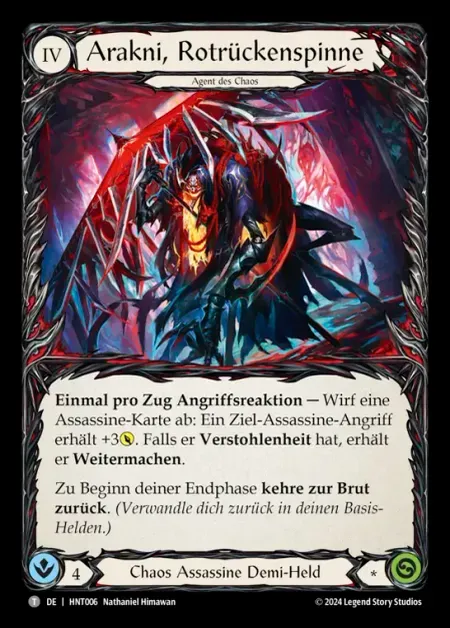 IV
Arakni, Rotrückenspinne
Agent des Chaos
Einmal pro Zug Angriffsreaktion — Wirf eine
Assassine-Karte ab: Ein Ziel-Assassine-Angriff
erhält +3. Falls er Verstohlenheit hat, erhält
er Weitermachen.
Zu Beginn deiner Endphase kehre zur Brut
zurück. (Verwandle dich zurück in deinen Basis-
Helden.)
4
Chaos Assassine Demi-Held
*
T DE | HNT006 Nathaniel Himawan
© 2024 Legend Story Studios